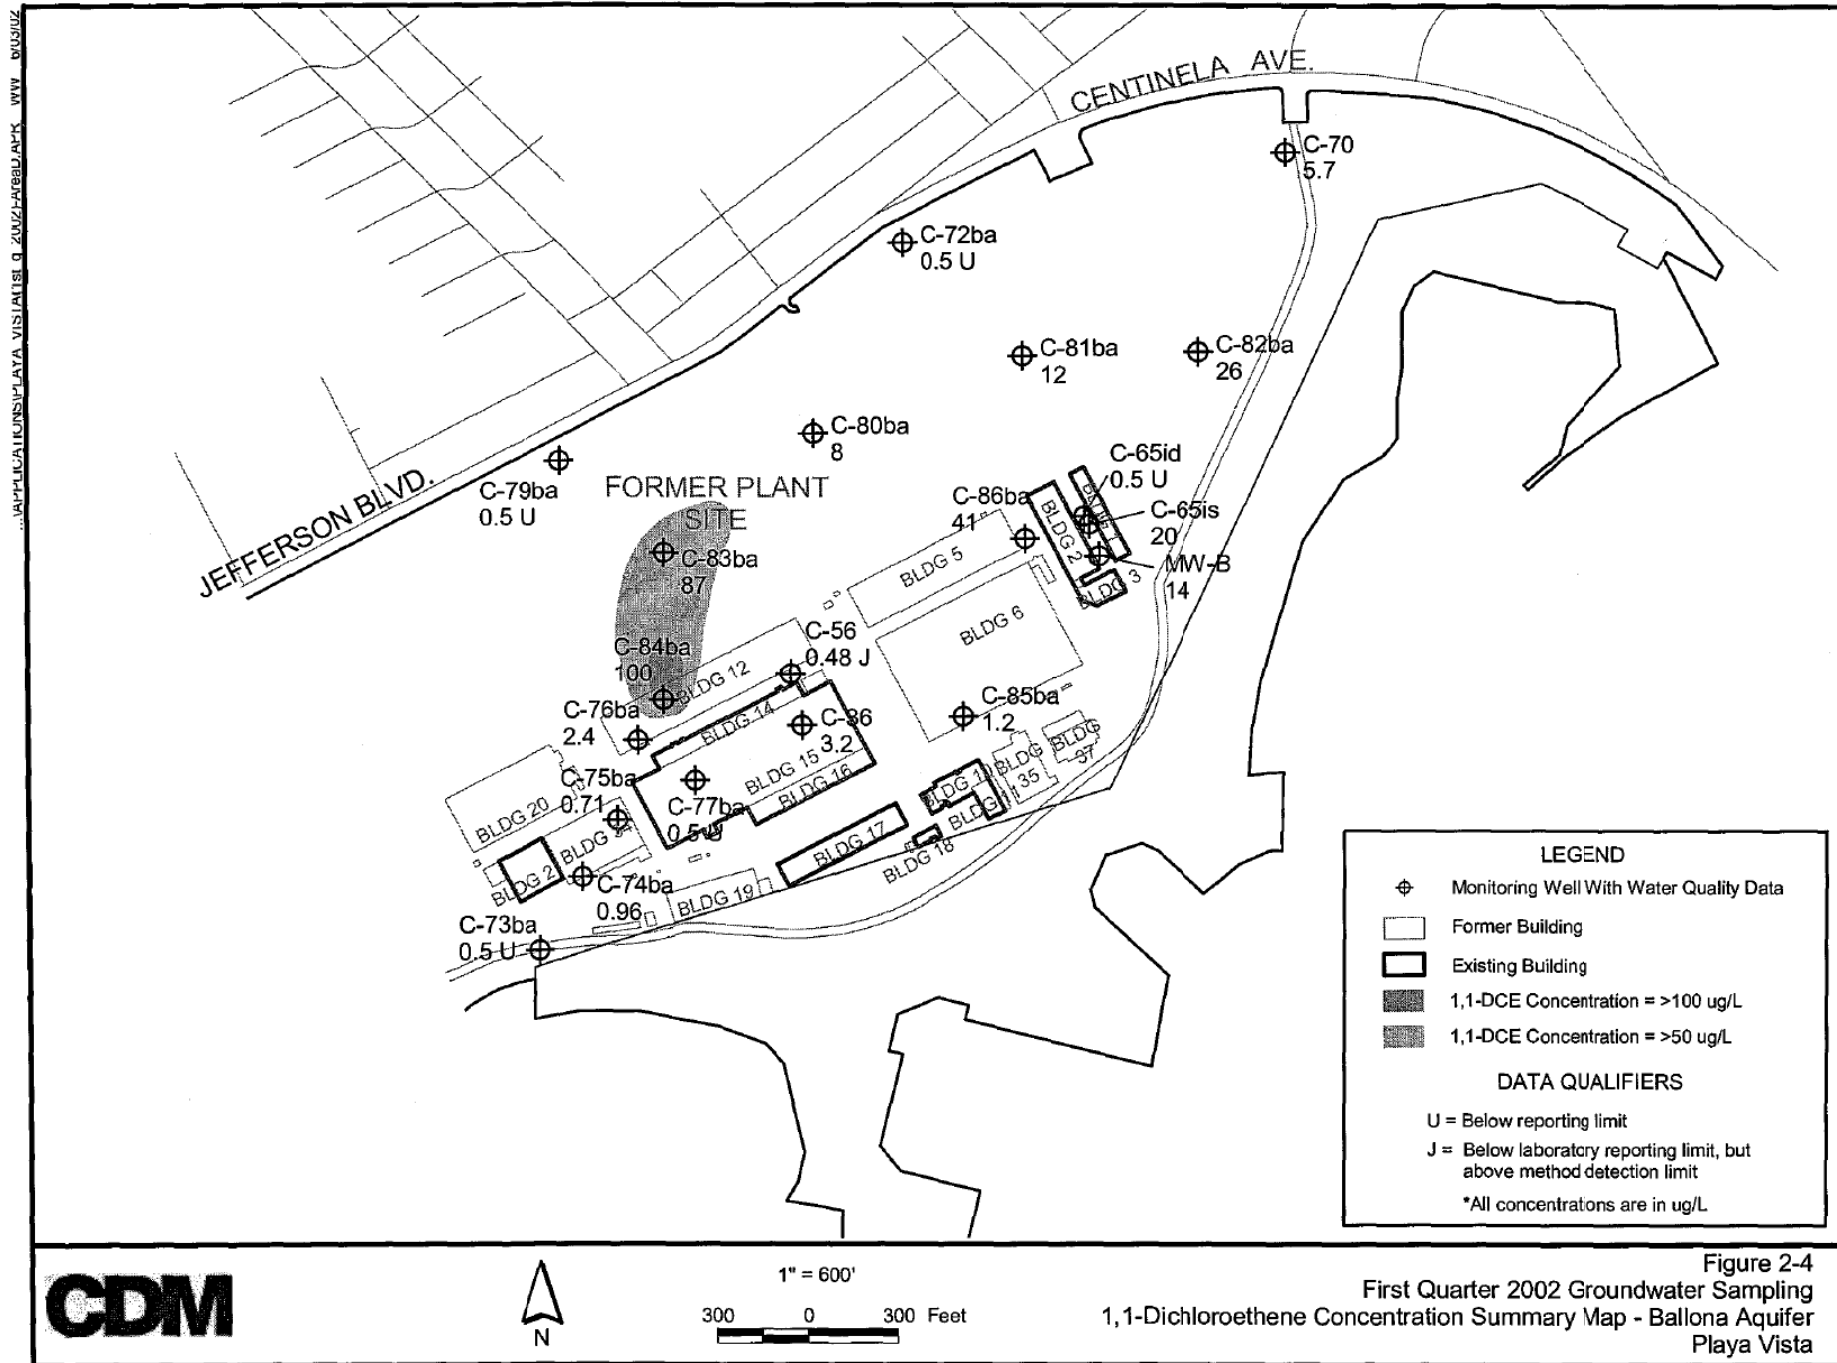 CENTINELA AVE.
C-70
5.7
C-72ba
0.5 U
C-81ba
12
C-82ba
26
C-80ba
8
C-79ba
0.5 U
JEFFERSON BLVD.
FORMER PLANT
SITE
C-83ba
87
C-65id
0.5 U
C-86ba
41
C-65is
20
MW-B
14
BLDG 1
BLDG 2
BLDG 3
BLDG 5
BLDG 6
C-84ba
100
C-56
0.48 J
BLDG 12
C-76ba
2.4
BLDG 14
C-36
3.2
C-85ba
1.2
BLDG 15
BLDG 16
BLDG
35
BLDG
37
C-75ba
0.71
C-77ba
0.5 U
BLDG 20
BLDG 17
BLDG 18
BLDG 19
C-74ba
0.96
C-73ba
0.5 U
LEGEND
Monitoring Well With Water Quality Data
Former Building
Existing Building
1,1-DCE Concentration = >100 ug/L
1,1-DCE Concentration = >50 ug/L
DATA QUALIFIERS
U = Below reporting limit
J = Below laboratory reporting limit, but
above method detection limit
*All concentrations are in ug/L
CDM
N
1" = 600'
300 0 300 Feet
Figure 2-4
First Quarter 2002 Groundwater Sampling
1,1-Dichloroethene Concentration Summary Map - Ballona Aquifer
Playa Vista